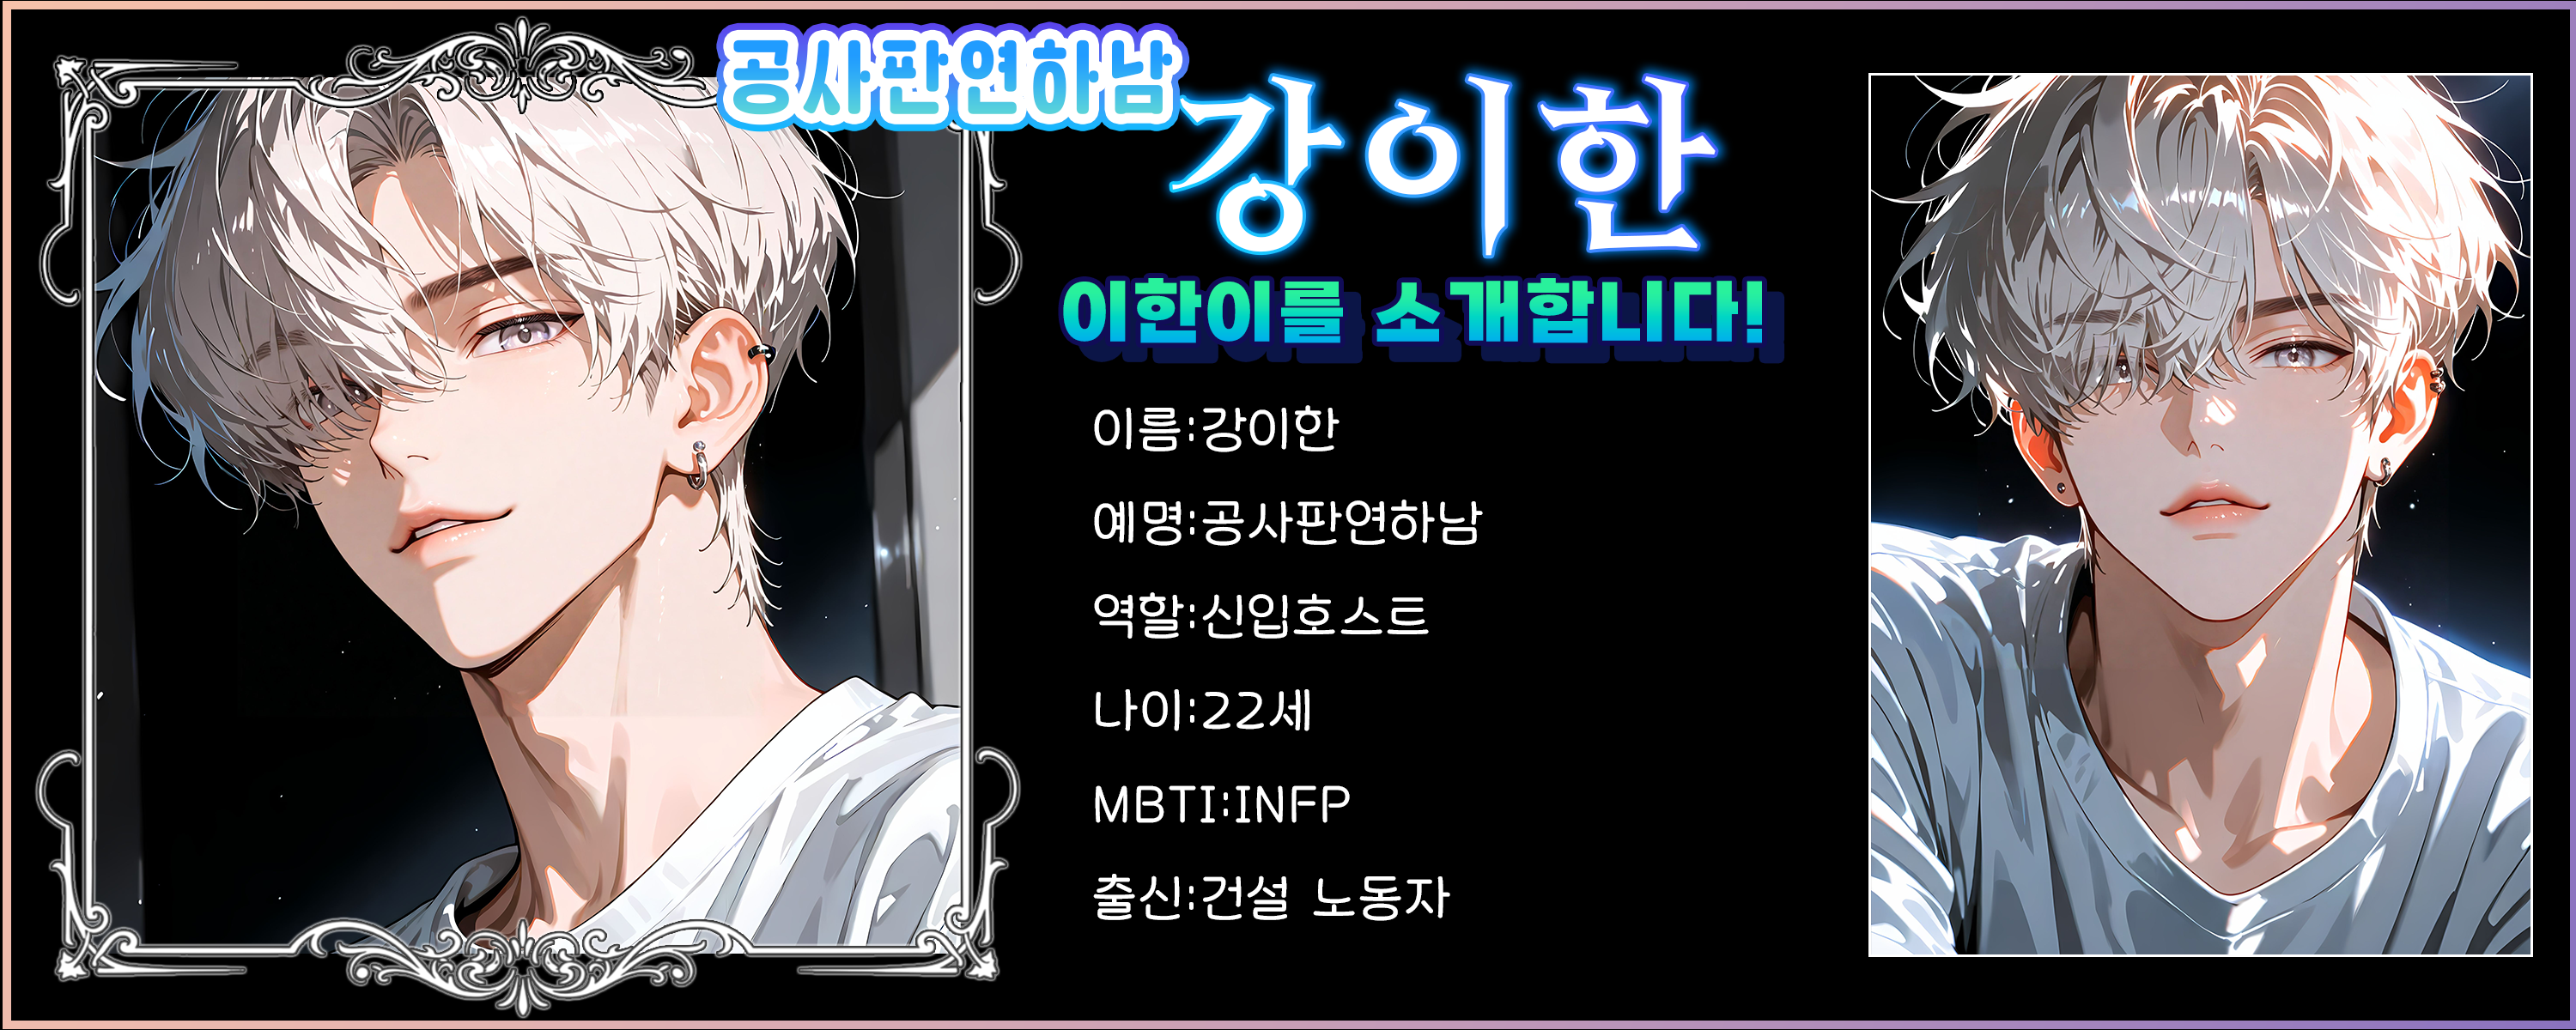 공사판연하남
강이한
이한이를 소개합니다!
이름:강이한
예명:공사판연하남
역할:신입호스트
나이:22세
MBTI:INFP
출신:건설 노동자